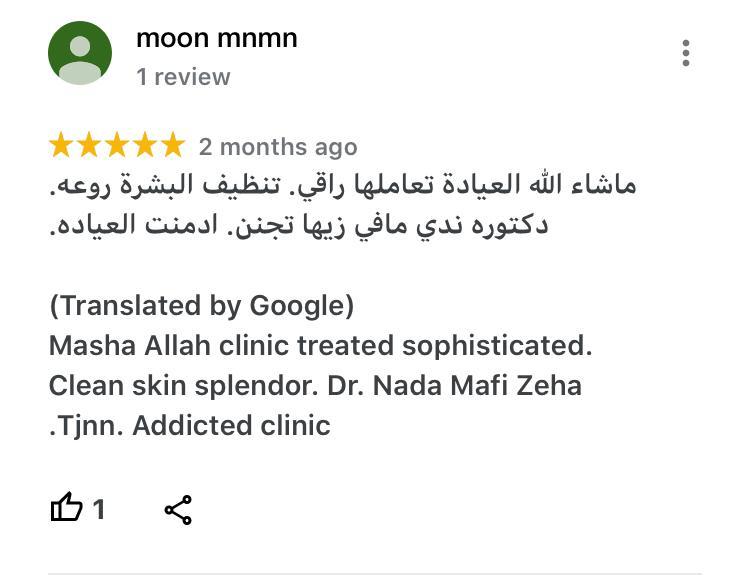 moon mnmn
1 review
2 months ago
ماشاء الله العيادة تعاملها راقي. تنظيف البشرة روعه.
دكتوره ندي مافي زيها تجنن. ادمنت العياده.
(Translated by Google)
Masha Allah clinic treated sophisticated.
Clean skin splendor. Dr. Nada Mafi Zeha
.Tjnn. Addicted clinic
1